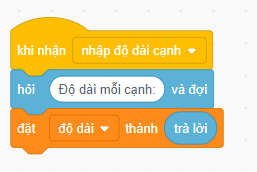 khi nhận nhập độ dài cạnh
hỏi Độ dài mỗi cạnh: và đợi
đặt độ dài thành trả lời